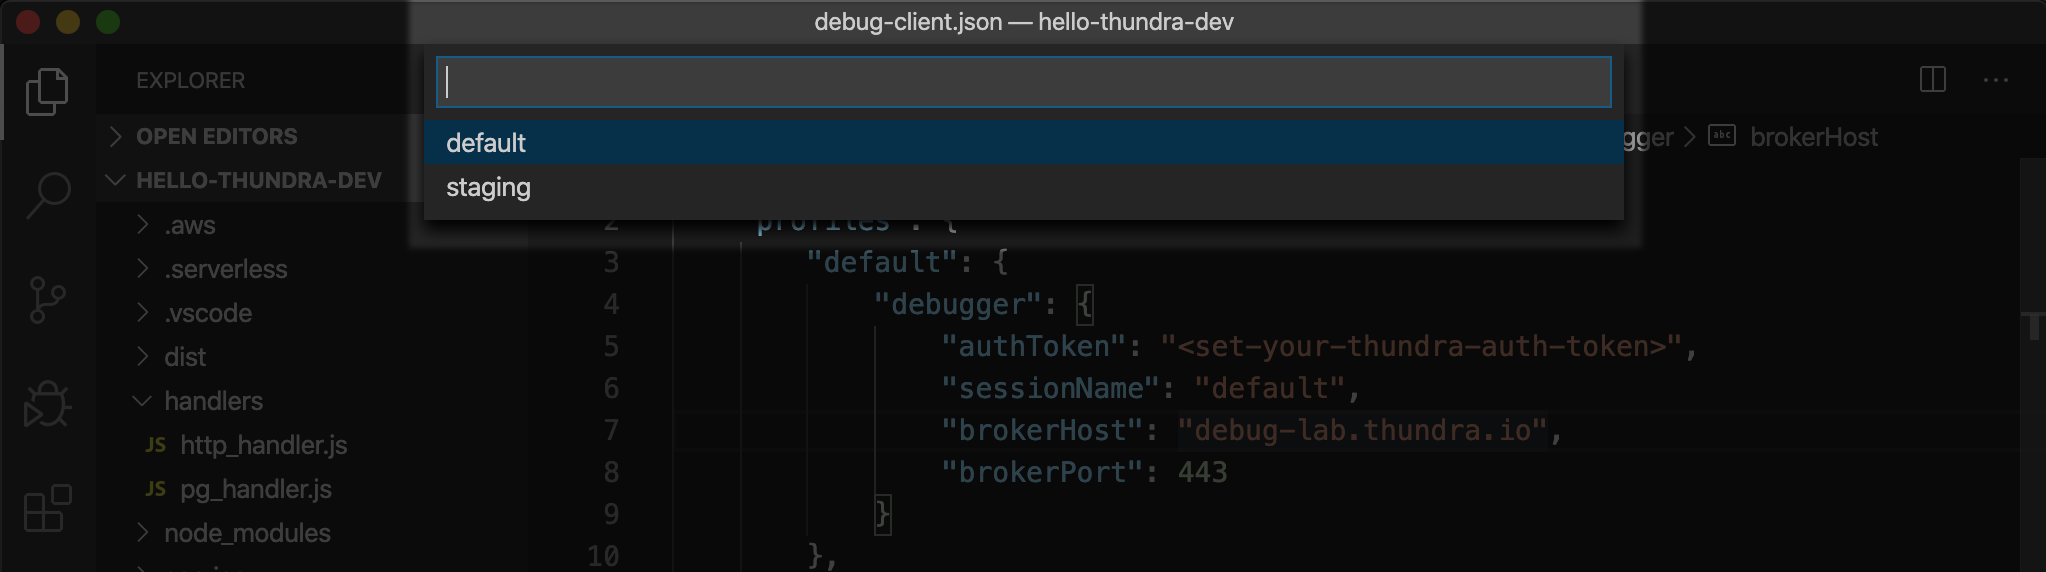 debug-client.json — hello-thundra-dev
EXPLORER
OPEN EDITORS
HELLO-THUNDRA-DEV
.aws
.serverless
.vscode
dist
handlers
JS http_handler.js
JS pg_handler.js
node_modules
default
staging
gger > abc brokerHost
2 profiles": {
3 "default": {
4 "debugger": {
5 "authToken": "<set-your-thundra-auth-token>",
6 "sessionName": "default",
7 "brokerHost": "debug-lab.thundra.io",
8 "brokerPort": 443
9 }
10 },